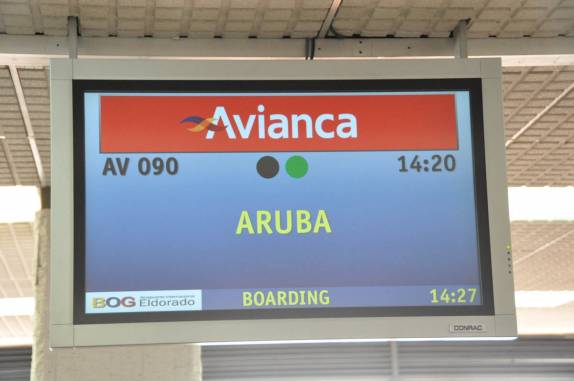 Avianca
AV 090 14:20
ARUBA
BOG Eldorado
BOARDING 14:27
CONRAC